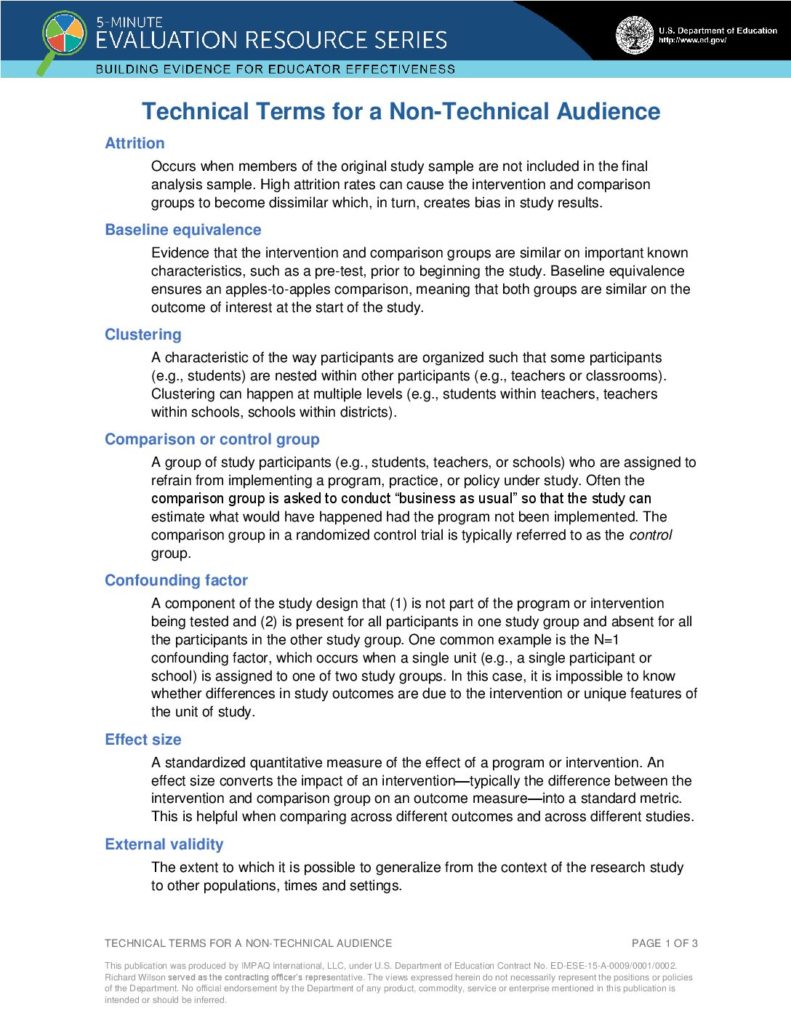 5-MINUTE
EVALUATION RESOURCE SERIES
BUILDING EVIDENCE FOR EDUCATOR EFFECTIVENESS
U.S. Department of Education
http://www.ed.gov/
Technical Terms for a Non-Technical Audience
Attrition
Occurs when members of the original study sample are not included in the final
analysis sample. High attrition rates can cause the intervention and comparison
groups to become dissimilar which, in turn, creates bias in study results.
Baseline equivalence
Evidence that the intervention and comparison groups are similar on important known
characteristics, such as a pre-test, prior to beginning the study. Baseline equivalence
ensures an apples-to-apples comparison, meaning that both groups are similar on the
outcome of interest at the start of the study.
Clustering
A characteristic of the way participants are organized such that some participants
(e.g., students) are nested within other participants (e.g., teachers or classrooms).
Clustering can happen at multiple levels (e.g., students within teachers, teachers
within schools, schools within districts).
Comparison or control group
A group of study participants (e.g., students, teachers, or schools) who are assigned to
refrain from implementing a program, practice, or policy under study. Often the
comparison group is asked to conduct “business as usual” so that the study can
estimate what would have happened had the program not been implemented. The
comparison group in a randomized control trial is typically referred to as the control
group.
Confounding factor
A component of the study design that (1) is not part of the program or intervention
being tested and (2) is present for all participants in one study group and absent for all
the participants in the other study group. One common example is the N=1
confounding factor, which occurs when a single unit (e.g., a single participant or
school) is assigned to one of two study groups. In this case, it is impossible to know
whether differences in study outcomes are due to the intervention or unique features of
the unit of study.
Effect size
A standardized quantitative measure of the effect of a program or intervention. An
effect size converts the impact of an intervention—typically the difference between the
intervention and comparison group on an outcome measure—into a standard metric.
This is helpful when comparing across different outcomes and across different studies.
External validity
The extent to which it is possible to generalize from the context of the research study
to other populations, times and settings.
TECHNICAL TERMS FOR A NON-TECHNICAL AUDIENCE PAGE 1 OF 3
This publication was produced by IMPAQ International, LLC, under U.S. Department of Education Contract No. ED-ESE-15-A-0009/0001/0002.
Richard Wilson served as the contracting officer’s representative. The views expressed herein do not necessarily represent the positions or policies
of the Department. No official endorsement by the Department of any product, commodity, service or enterprise mentioned in this publication is
intended or should be inferred.